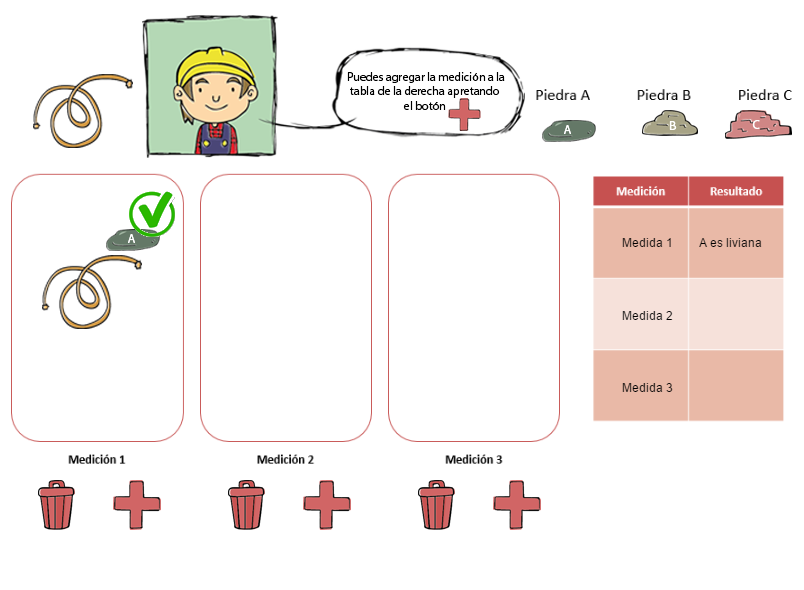 Puedes agregar la medición a la
tabla de la derecha apretando
el botón
Piedra A
Piedra B
Piedra C
A
B
C
A
Medición
Resultado
Medida 1
A es liviana
Medida 2
Medida 3
Medición 1
Medición 2
Medición 3